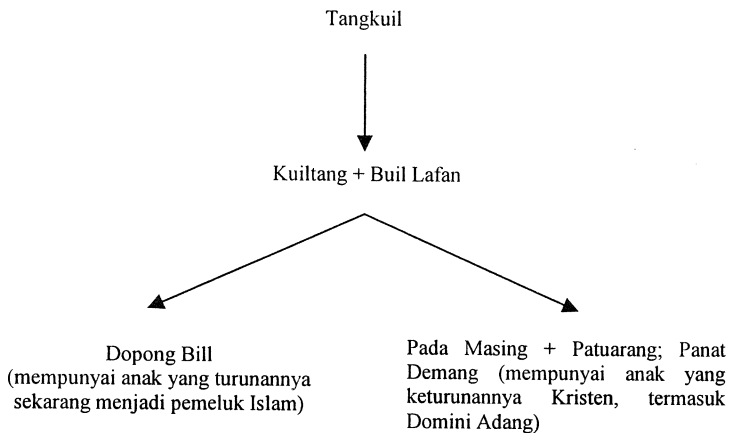 Tangkuil
Kuiltang + Buil Lafan
Dopong Bill
(mempunyai anak yang turunannya
sekarang menjadi pemeluk Islam)
Pada Masing + Patuarang; Panat
Demang (mempunyai anak yang
keturunannya Kristen, termasuk
Domini Adang)